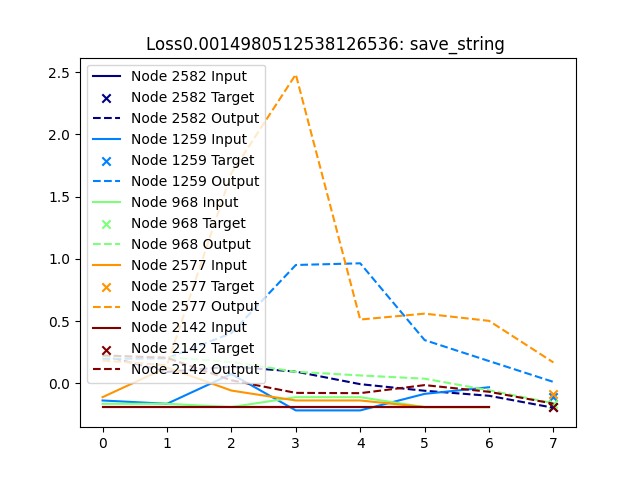 Loss0.0014980512538126536: save_string
2.5
2.0
1.5
1.0
0.5
0.0
Node 2582 Input
Node 2582 Target
Node 2582 Output
Node 1259 Input
Node 1259 Target
Node 1259 Output
Node 968 Input
Node 968 Target
Node 968 Output
Node 2577 Input
Node 2577 Target
Node 2577 Output
Node 2142 Input
Node 2142 Target
Node 2142 Output
0 1 2 3 4 5 6 7